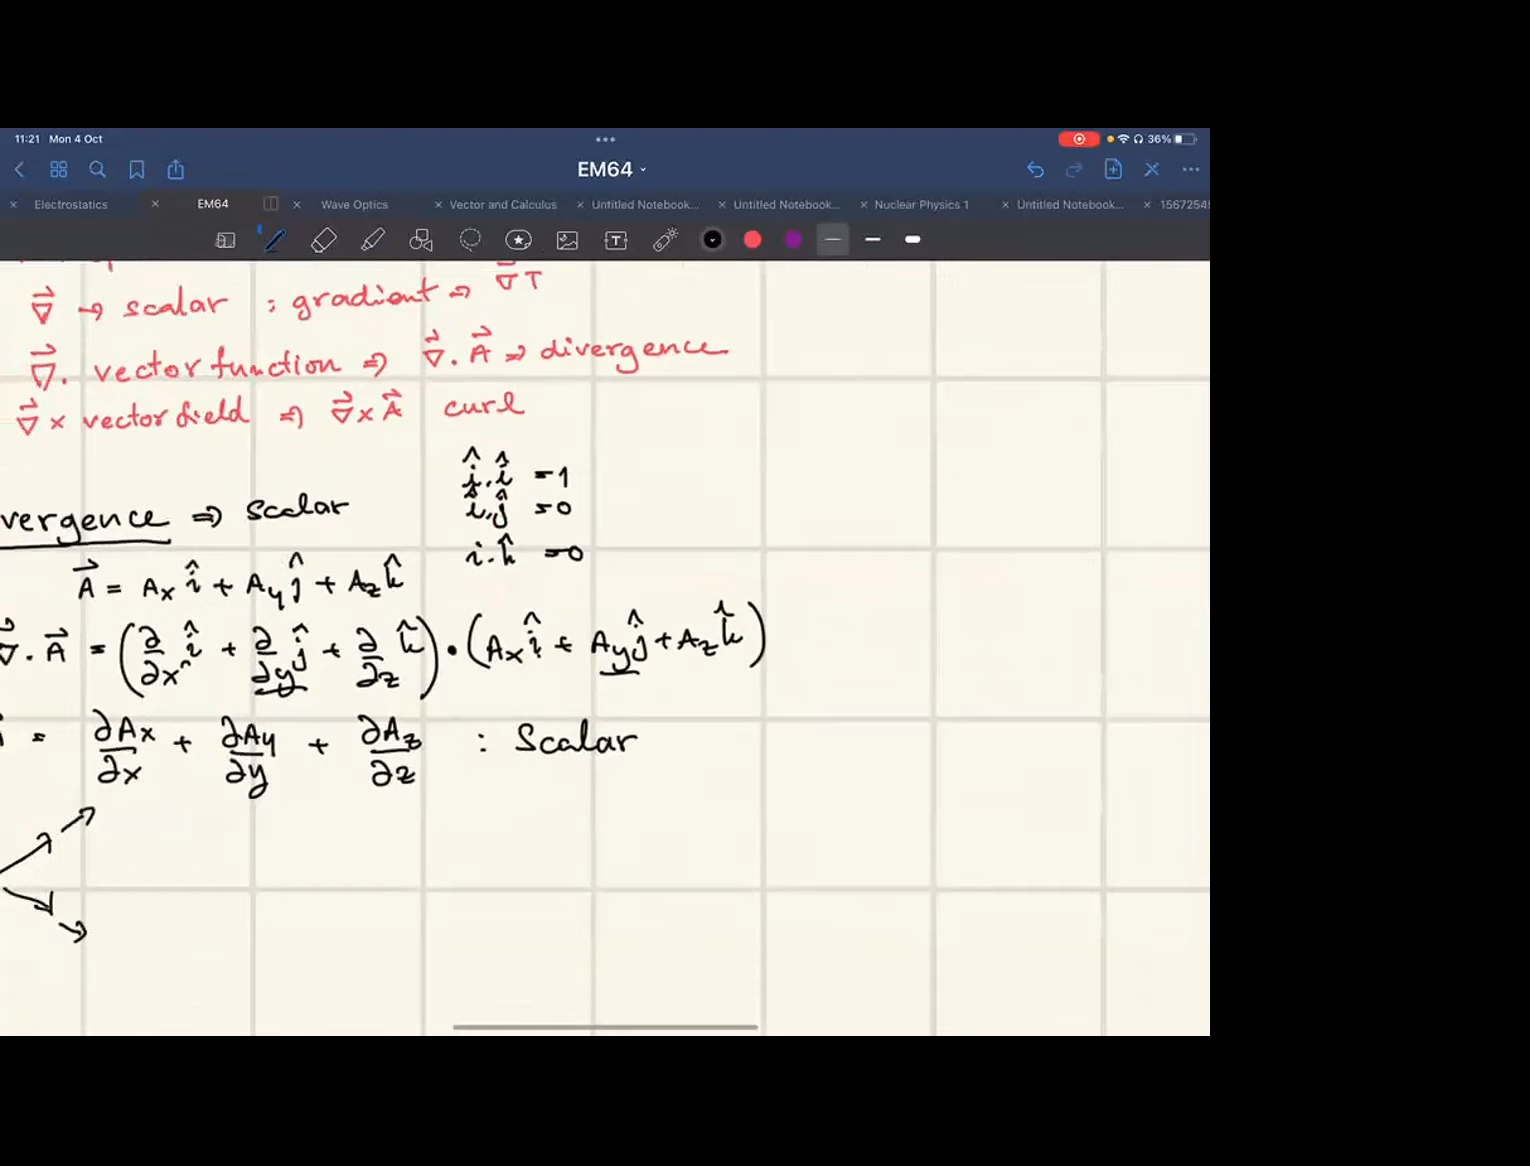 11:21 Mon 4 Oct
36%
EM64
Electrostatics
EM64
Wave Optics
Vector and Calculus
Untitled Notebook...
Untitled Notebook...
Nuclear Physics 1
Untitled Notebook...
1567254
∇⃗ → scalar : gradient ⇒ ∇⃗T
∇⃗. vector function ⇒ ∇⃗.A⃗ ⇒ divergence
∇⃗ x vector field ⇒ ∇⃗xA⃗ curl
î.î =1
i.ĵ =0
i.k̂ =0
vergence ⇒ scalar
A⃗ = Ax î + Ay ĵ + Az k̂
∇⃗.A⃗ = (∂/∂x î + ∂/∂y ĵ + ∂/∂z k̂) • (Ax î + Ay ĵ + Az k̂)
= ∂Ax/∂x + ∂Ay/∂y + ∂Az/∂z : Scalar